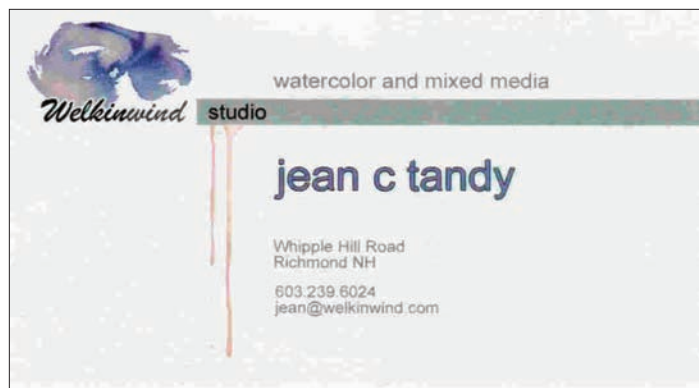 watercolor and mixed media
Welkinwind studio
jean c tandy
Whipple Hill Road
Richmond NH
603.239.6024
jean@welkinwind.com